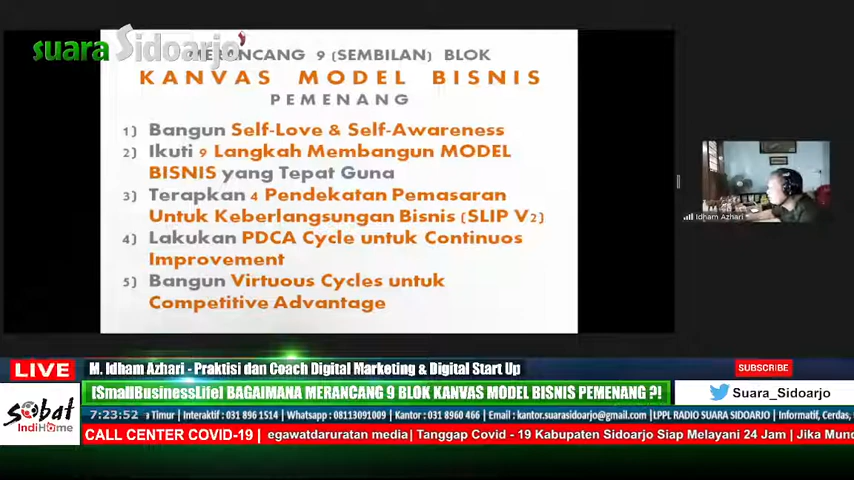 suara Sidoarjo
MERANCANG 9 (SEMBILAN) BLOK
KANVAS MODEL BISNIS
PEMENANG
1) Bangun Self-Love & Self-Awareness
2) Ikuti 9 Langkah Membangun MODEL
BISNIS yang Tepat Guna
3) Terapkan 4 Pendekatan Pemasaran
Untuk Keberlangsungan Bisnis (SLIP V2)
4) Lakukan PDCA Cycle untuk Continuos
Improvement
5) Bangun Virtuous Cycles untuk
Competitive Advantage
Idham Azhari
LIVE
M. Idham Azhari - Praktisi dan Coach Digital Marketing & Digital Start Up
SUBSCRIBE
[SmallBusinessLife] BAGAIMANA MERANCANG 9 BLOK KANVAS MODEL BISNIS PEMENANG ?!
Suara_Sidoarjo
sobat
IndiHome
7:23:52
a Timur | Interaktif : 031 896 1514 | Whatsapp : 08113091009 | Kantor : 031 8960 466 | Email : kantor.suarasidoarjo@gmail.com |LPPL RADIO SUARA SIDOARJO | Informatif, Cerdas,
CALL CENTER COVID-19 | egawatdaruratan media| Tanggap Covid - 19 Kabupaten Sidoarjo Siap Melayani 24 Jam | Jika Mund